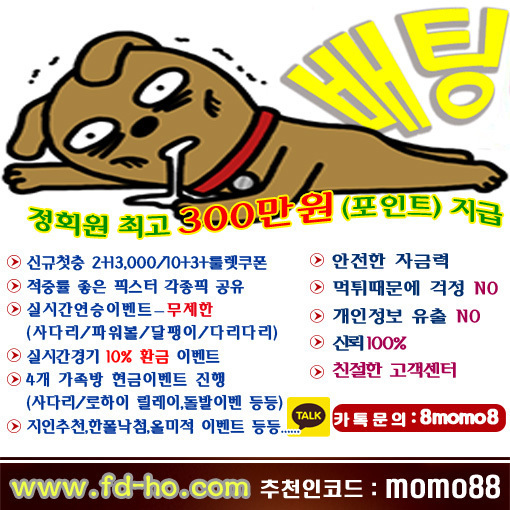 배팅
정회원 최고 300만원 (포인트) 지급
신규첫충 2+13,000/10+3+룰렛쿠폰
적중률 좋은 픽스터 각종픽 공유
실시간연승이벤트-무제한
(사다리/파워볼/달팽이/다리다리)
실시간경기 10% 환금 이벤트
4개 가족방 현금이벤트 진행
(사다리/로하이 릴레이,돌발이벤 등등)
지인추천,한폴낙첨,올미적 이벤트 등등......
안전한 자금력
먹튀때문에 걱정 NO
개인정보 유출 NO
신뢰100%
친절한 고객센터
TALK
카톡문의:8momo8
www.fd-ho.com 추천인코드 : momo88